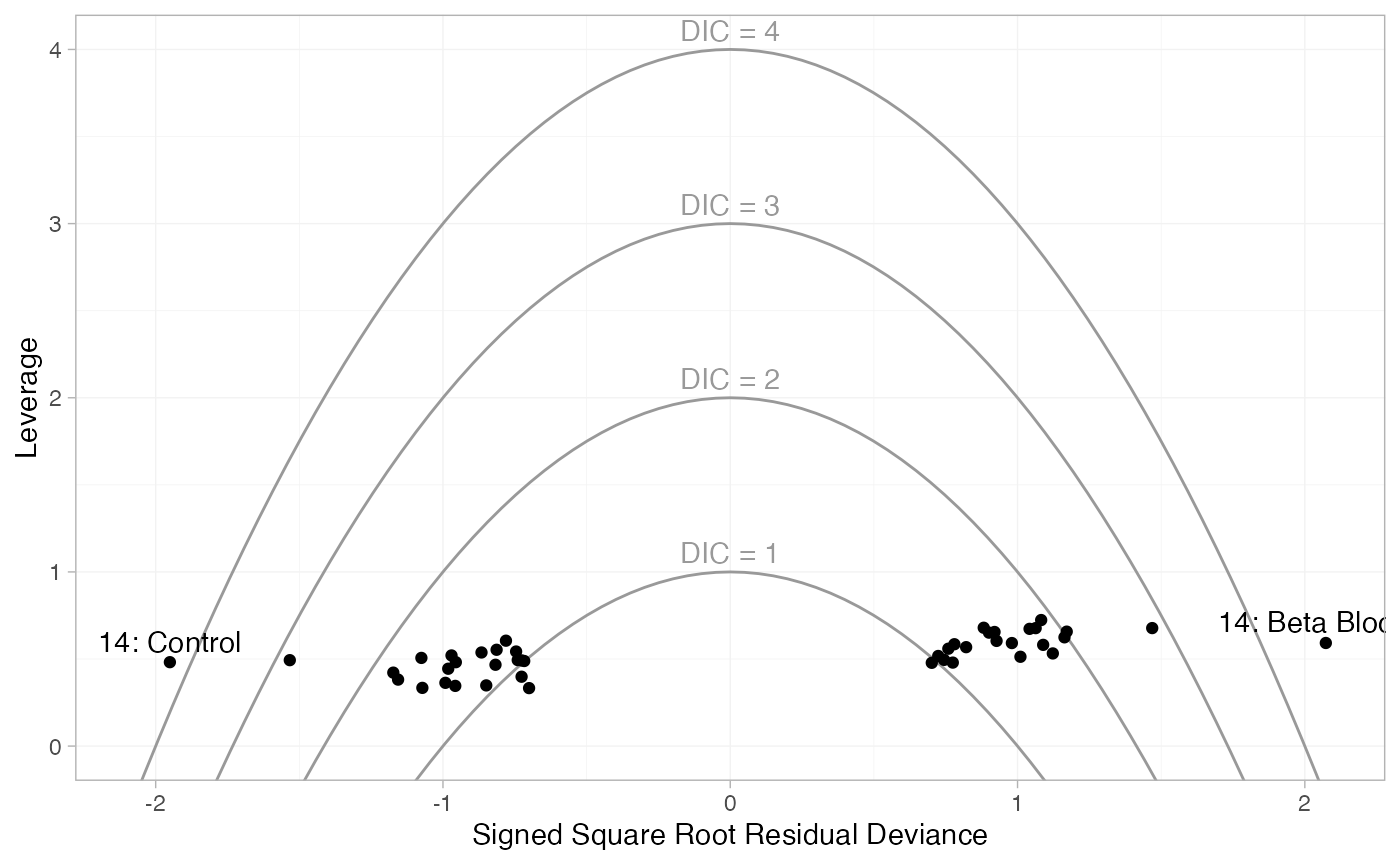 DIC = 4
4
DIC = 3
3
DIC = 2
2
DIC = 1
1
14: Control
14: Beta Bloc
0
Leverage
-2 -1 0 1 2
Signed Square Root Residual Deviance